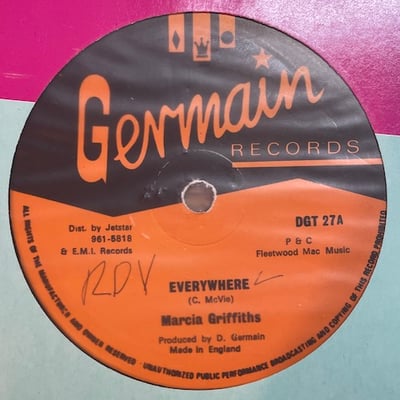 Germain
RECORDS
Dist. by Jetstar
961-5818
& E.M.I. Records
DGT 27A
P & C
Fleetwood Mac Music
RDV
EVERYWHERE
(C. McVie)
Marcia Griffiths
Produced by D. Germain
Made in England
ALL RIGHTS OF THE MANUFACTURER AND OWNER RESERVED · UNAUTHORIZED PUBLIC PERFORMANCE BROADCASTING AND COPYING OF THIS RECORD PROHIBITED